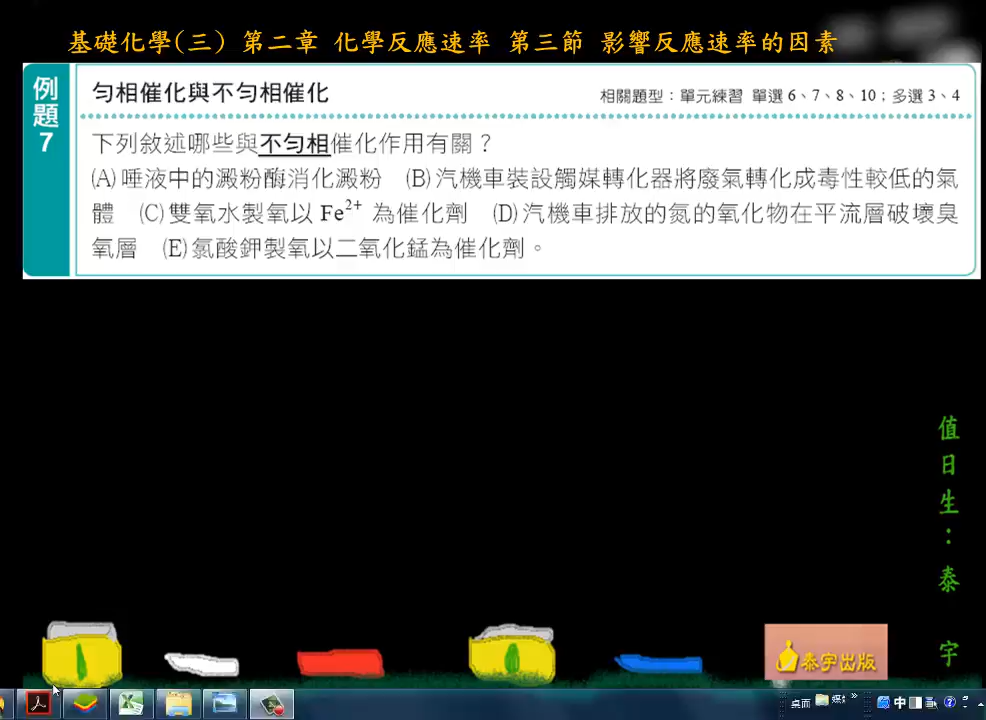 基礎化學(三) 第二章 化學反應速率 第三節 影響反應速率的因素
例題7
勻相催化與不勻相催化
相關題型：單元練習 單選 6、7、8、10；多選 3、4
下列敘述哪些與不勻相催化作用有關？
(A) 唾液中的澱粉酶消化澱粉 (B) 汽機車裝設觸媒轉化器將廢氣轉化成毒性較低的氣
體 (C) 雙氧水製氧以 Fe²⁺ 為催化劑 (D) 汽機車排放的氮的氧化物在平流層破壞臭
氧層 (E) 氯酸鉀製氧以二氧化錳為催化劑。
值日生：泰宇
泰宇出版
桌面
媒
中